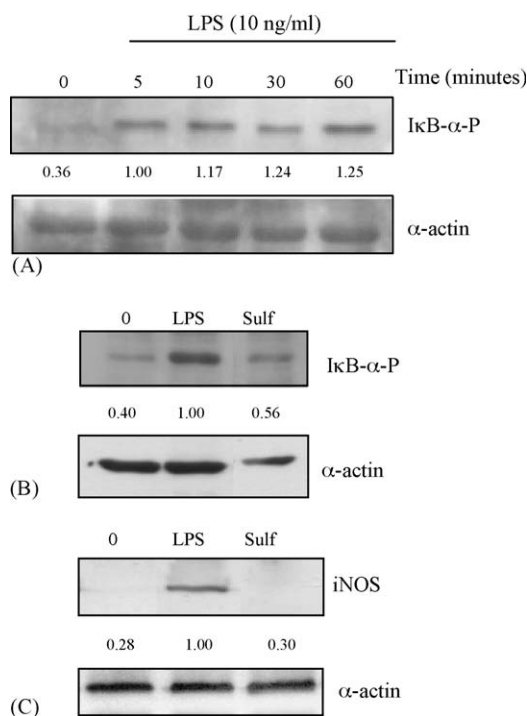 LPS (10 ng/ml)
0 5 10 30 60 Time (minutes)
IκB-α-P
0.36 1.00 1.17 1.24 1.25
α-actin
(A)
0 LPS Sulf
IκB-α-P
0.40 1.00 0.56
α-actin
(B)
0 LPS Sulf
iNOS
0.28 1.00 0.30
α-actin
(C)